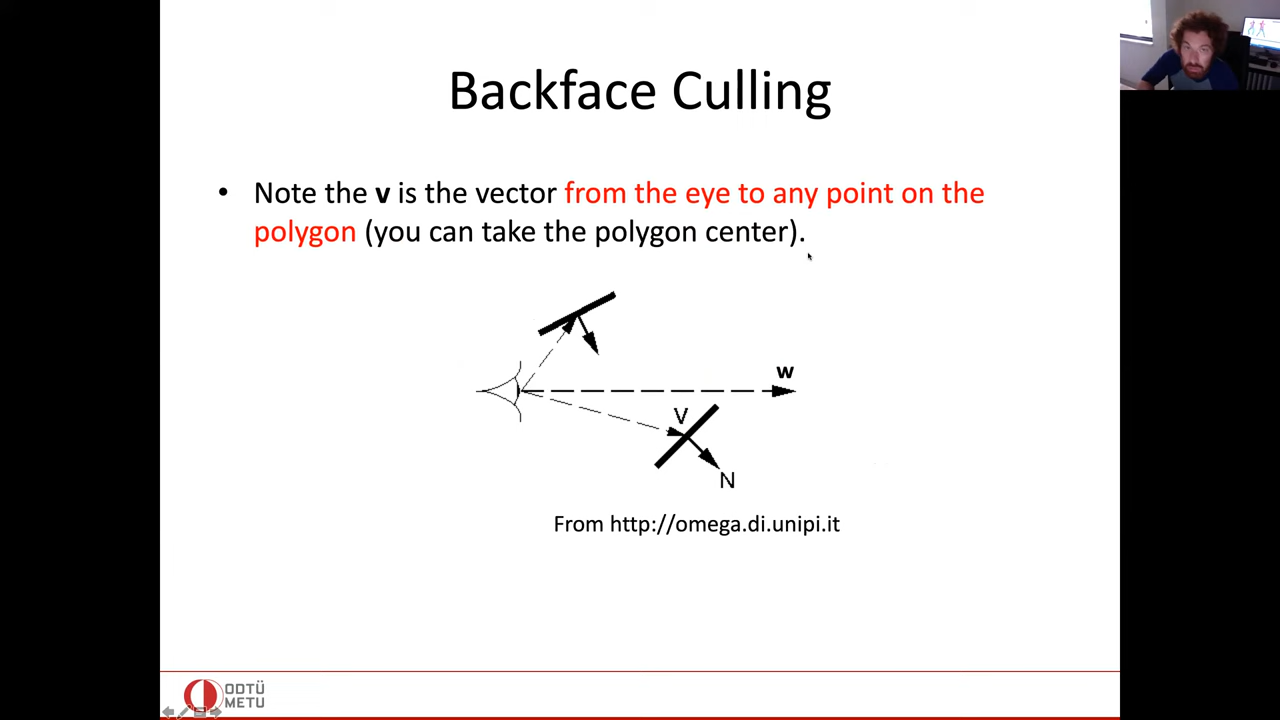 Backface Culling
• Note the v is the vector from the eye to any point on the
polygon (you can take the polygon center).
w
V
N
From http://omega.di.unipi.it
ODTÜ
METU